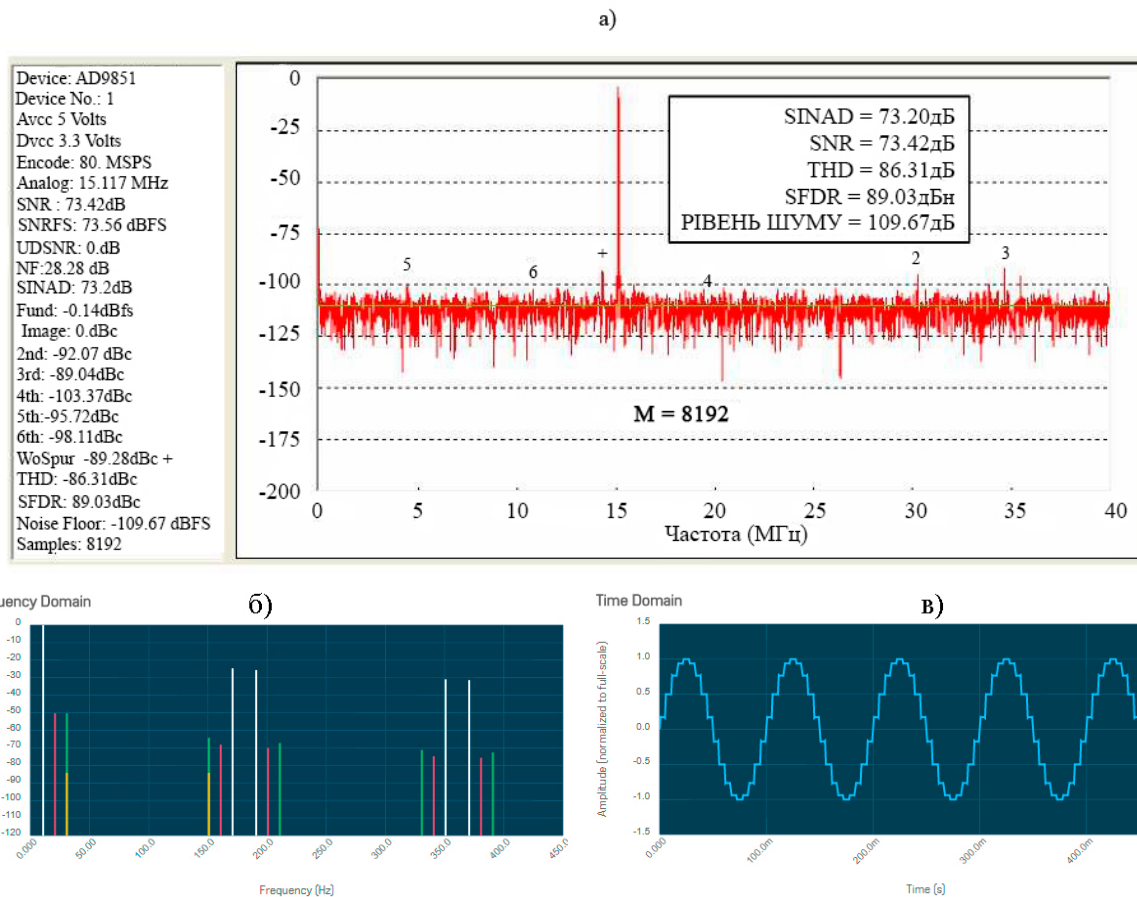 а)
Device: AD9851
Device No.: 1
Avcc 5 Volts
Dvcc 3.3 Volts
Encode: 80. MSPS
Analog: 15.117 MHz
SNR : 73.42dB
SNRFS: 73.56 dBFS
UDSNR: 0.dB
NF:28.28 dB
SINAD: 73.2dB
Fund: -0.14dBfs
Image: 0.dBc
2nd: -92.07 dBc
3rd: -89.04dBc
4th: -103.37dBc
5th:-95.72dBc
6th: -98.11dBc
WoSpur -89.28dBc +
THD: -86.31dBc
SFDR: 89.03dBc
Noise Floor: -109.67 dBFS
Samples: 8192
0
-25
-50
-75
-100
-125
-150
-175
-200
SINAD = 73.20дБ
SNR = 73.42дБ
THD = 86.31дБ
SFDR = 89.03дБн
РІВЕНЬ ШУМУ = 109.67дБ
5
6
+
4
2
3
M = 8192
0 5 10 15 20 25 30 35 40
Частота (МГц)
uency Domain
б)
0
-10
-20
-30
-40
-50
-60
-70
-80
-90
-100
-110
-120
0.000 50.00 100.0 150.0 200.0 250.0 300.0 350.0 400.0 450.0
Frequency (Hz)
Time Domain
в)
1.5
1.0
0.5
0.0
-0.5
-1.0
-1.5
Amplitude (normalized to full-scale)
0.000 100.0m 200.0m 300.0m 400.0m
Time (s)